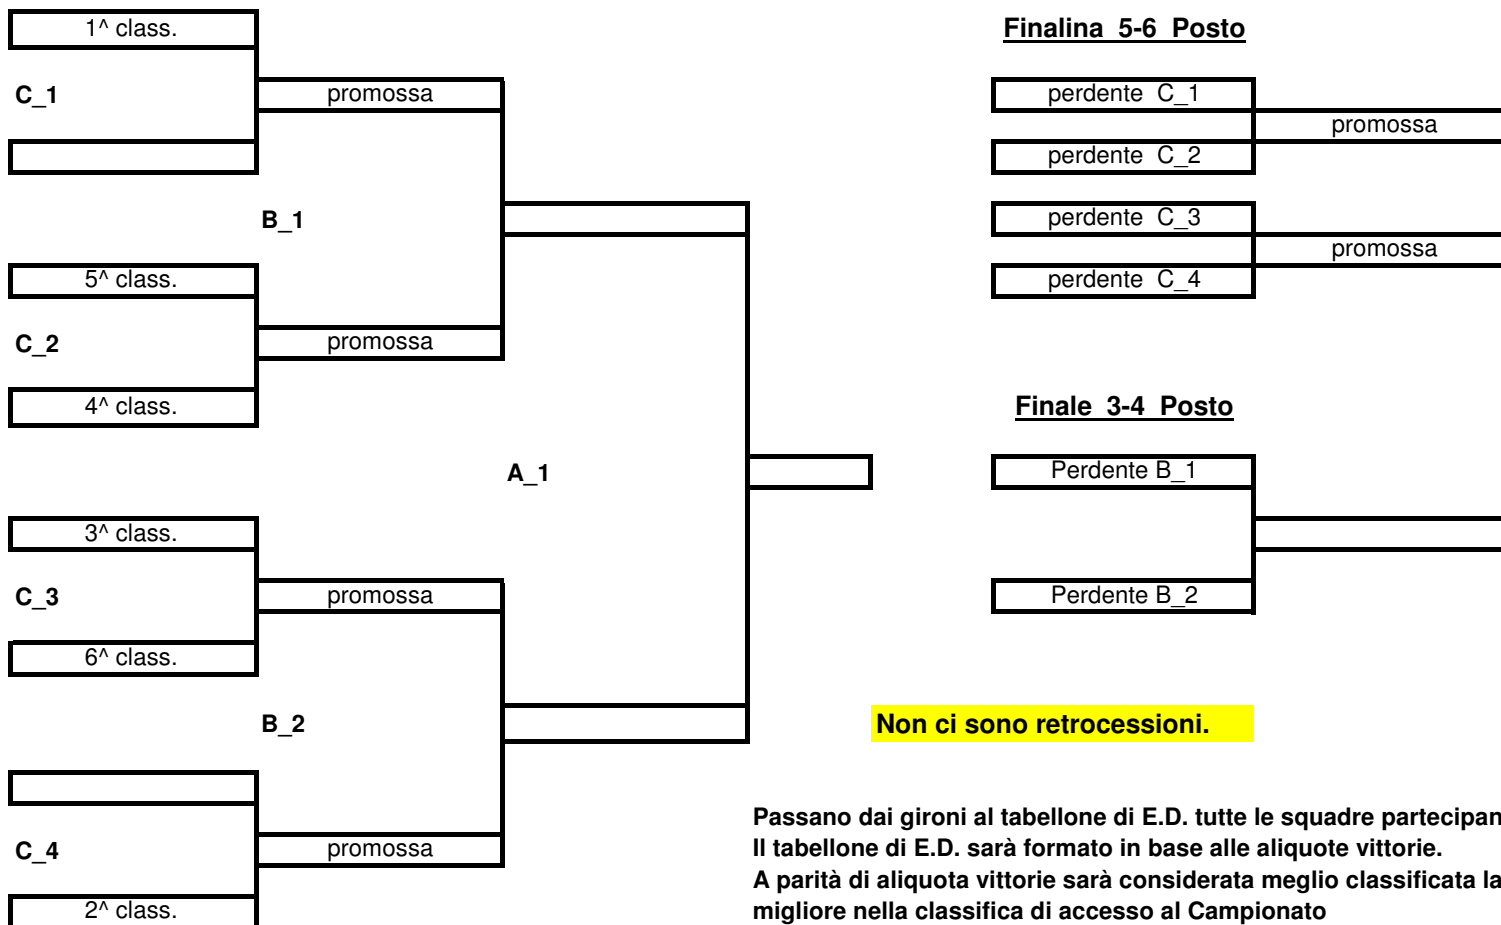 1^ class.
C_1
promossa
B_1
5^ class.
C_2
promossa
4^ class.
A_1
3^ class.
C_3
promossa
6^ class.
B_2
C_4
promossa
2^ class.
Finalina 5-6 Posto
perdente C_1
promossa
perdente C_2
perdente C_3
promossa
perdente C_4
Finale 3-4 Posto
Perdente B_1
Perdente B_2
Non ci sono retrocessioni.
Passano dai gironi al tabellone di E.D. tutte le squadre partecipan
Il tabellone di E.D. sarà formato in base alle aliquote vittorie.
A parità di aliquota vittorie sarà considerata meglio classificata la
migliore nella classifica di accesso al Campionato